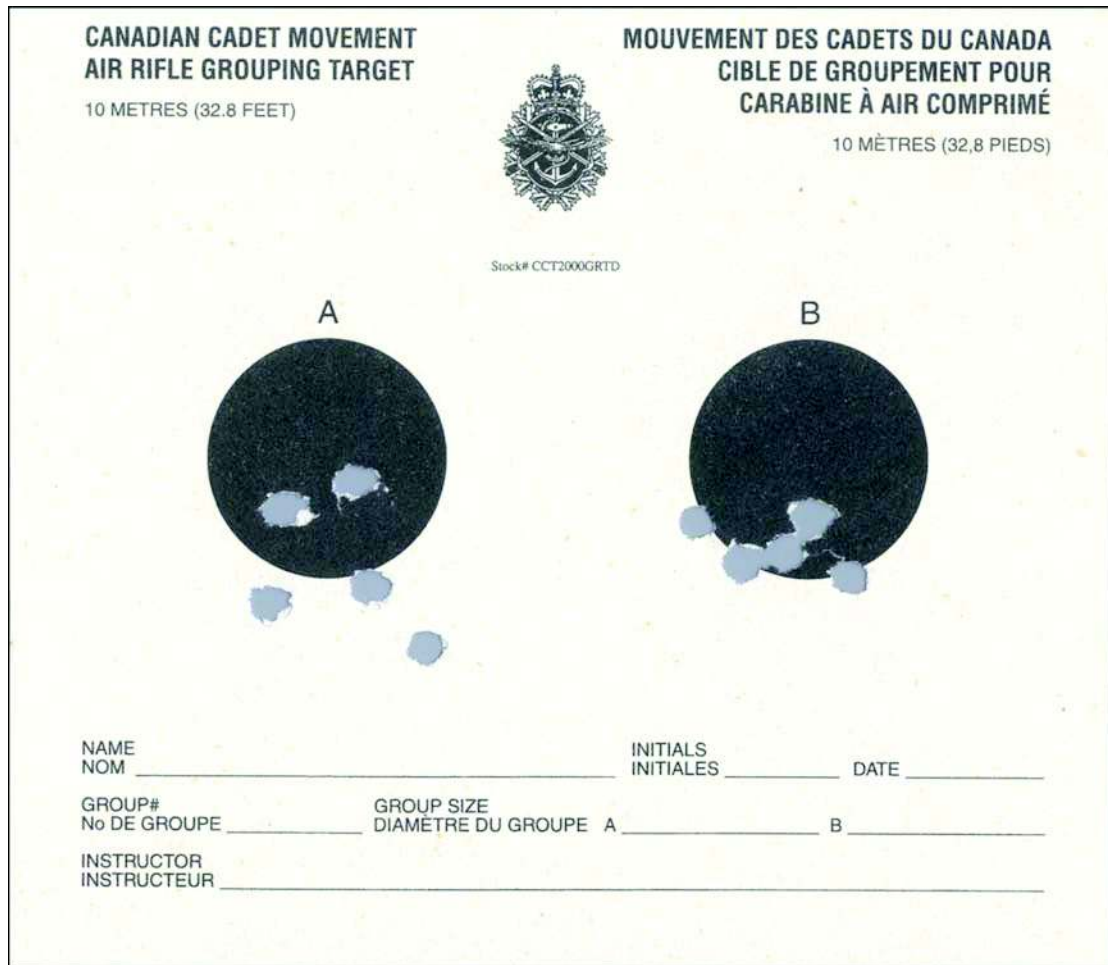 CANADIAN CADET MOVEMENT
AIR RIFLE GROUPING TARGET
10 METRES (32.8 FEET)
MOUVEMENT DES CADETS DU CANADA
CIBLE DE GROUPEMENT POUR
CARABINE À AIR COMPRIMÉ
10 MÈTRES (32,8 PIEDS)
Stock# CCT2000GRTD
A
B
NAME
NOM
INITIALS
INITIALES
DATE
GROUP#
No DE GROUPE
GROUP SIZE
DIAMÈTRE DU GROUPE A
B
INSTRUCTOR
INSTRUCTEUR